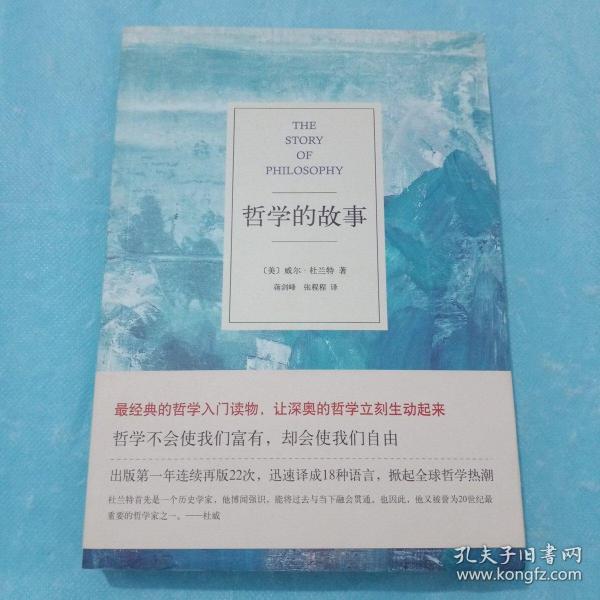 THE
STORY
OF
PHILOSOPHY
哲学的故事
〔美〕威尔·杜兰特 著
蒋剑峰 张程程 译
最经典的哲学入门读物，让深奥的哲学立刻生动起来
哲学不会使我们富有，却会使我们自由
出版第一年连续再版22次，迅速译成18种语言，掀起全球哲学热潮
杜兰特首先是一个历史学家，他博闻强识，能将过去与当下融会贯通。也因此，他又被誉为20世纪最
重要的哲学家之一。——杜威
孔夫子旧书网
www.kongfz.com